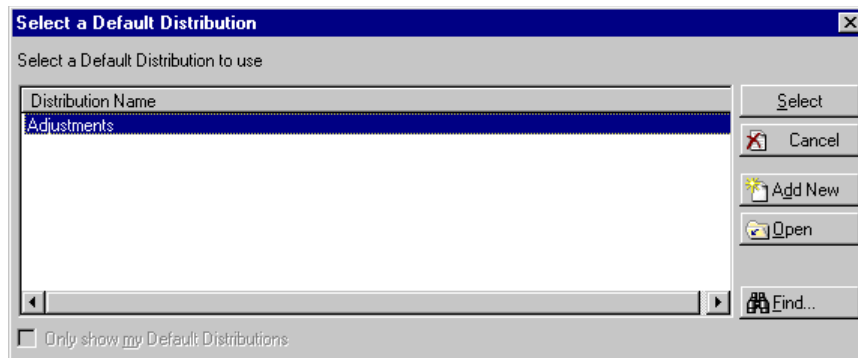 Select a Default Distribution
Select a Default Distribution to use
Distribution Name
Adjustments
Select
Cancel
Add New
Open
Find...
Only show my Default Distributions